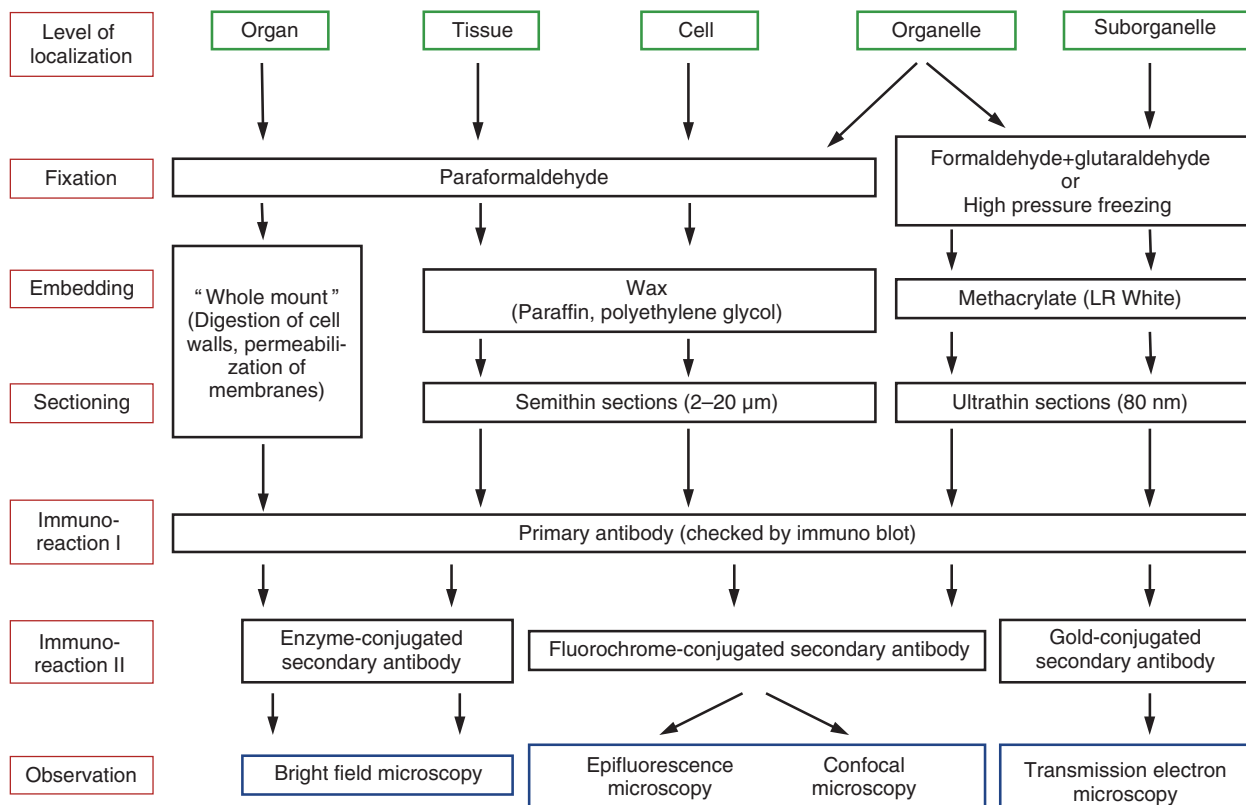 Level of
localization
Organ
Tissue
Cell
Organelle
Suborganelle
Fixation
Paraformaldehyde
Formaldehyde+glutaraldehyde
or
High pressure freezing
Embedding
“Whole mount”
(Digestion of cell
walls, permeabili-
zation of
membranes)
Wax
(Paraffin, polyethylene glycol)
Methacrylate (LR White)
Sectioning
Semithin sections (2–20 µm)
Ultrathin sections (80 nm)
Immuno-
reaction I
Primary antibody (checked by immuno blot)
Immuno-
reaction II
Enzyme-conjugated
secondary antibody
Fluorochrome-conjugated secondary antibody
Gold-conjugated
secondary antibody
Observation
Bright field microscopy
Epifluorescence
microscopy
Confocal
microscopy
Transmission electron
microscopy